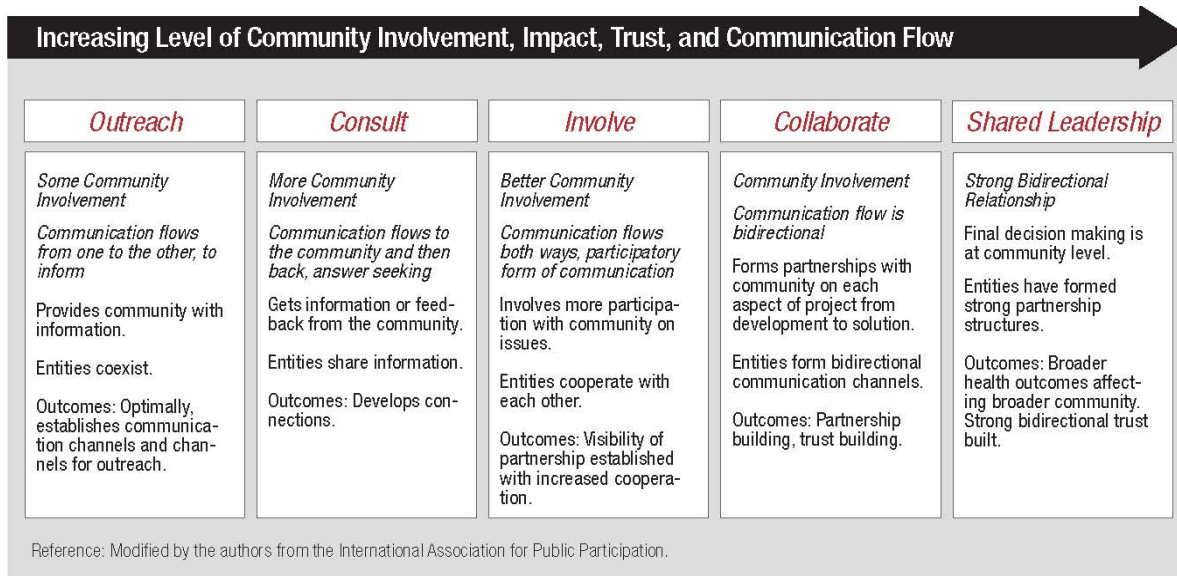 Increasing Level of Community Involvement, Impact, Trust, and Communication Flow
Outreach
Some Community
Involvement
Communication flows
from one to the other, to
inform
Provides community with
information.
Entities coexist.
Outcomes: Optimally,
establishes communica-
tion channels and chan-
nels for outreach.
Consult
More Community
Involvement
Communication flows to
the community and then
back, answer seeking
Gets information or feed-
back from the community.
Entities share information.
Outcomes: Develops con-
nections.
Involve
Better Community
Involvement
Communication flows
both ways, participatory
form of communication
Involves more participa-
tion with community on
issues.
Entities cooperate with
each other.
Outcomes: Visibility of
partnership established
with increased coopera-
tion.
Collaborate
Community Involvement
Communication flow is
bidirectional
Forms partnerships with
community on each
aspect of project from
development to solution.
Entities form bidirectional
communication channels.
Outcomes: Partnership
building, trust building.
Shared Leadership
Strong Bidirectional
Relationship
Final decision making is
at community level.
Entities have formed
strong partnership
structures.
Outcomes: Broader
health outcomes affect-
ing broader community.
Strong bidirectional trust
built.
Reference: Modified by the authors from the International Association for Public Participation.